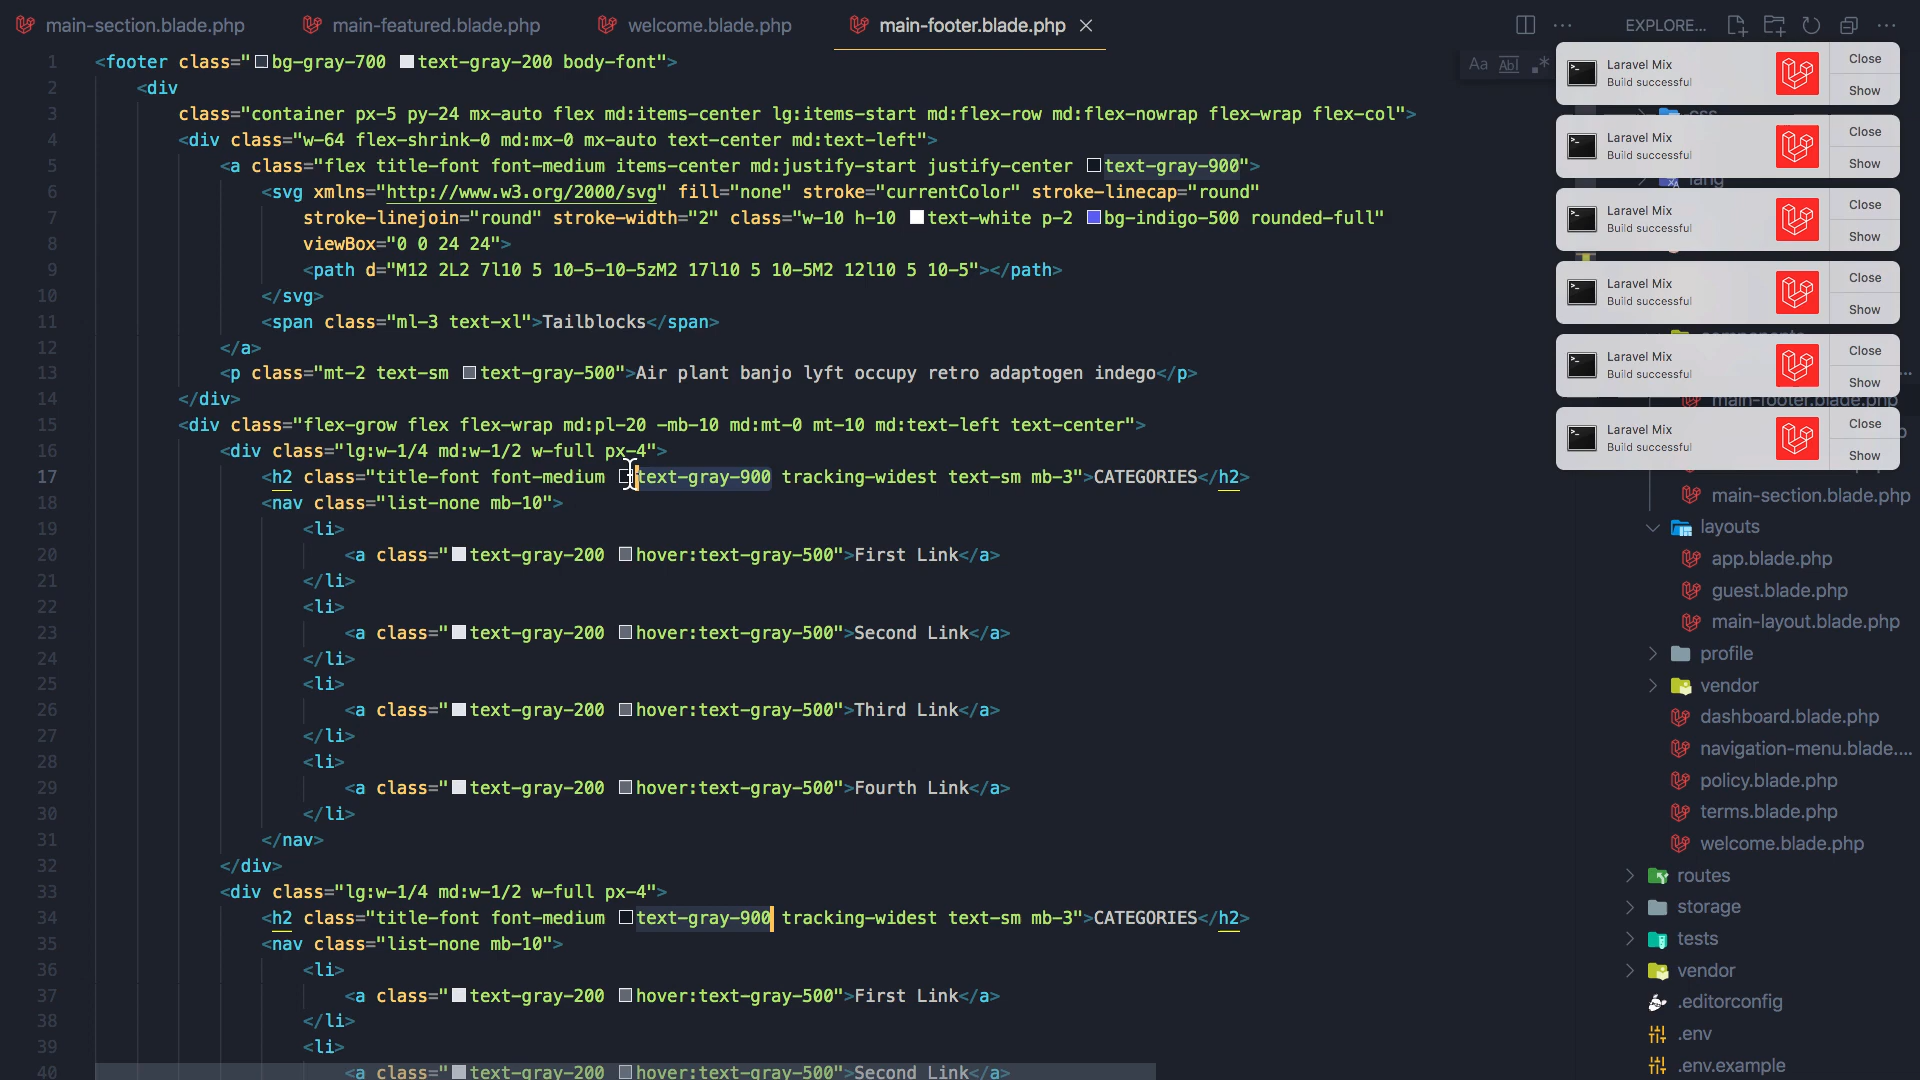 main-section.blade.php main-featured.blade.php welcome.blade.php main-footer.blade.php EXPLORE...
1 <footer class="bg-gray-700 text-gray-200 body-font">
2 <div
3 class="container px-5 py-24 mx-auto flex md:items-center lg:items-start md:flex-row md:flex-nowrap flex-wrap flex-col">
4 <div class="w-64 flex-shrink-0 md:mx-0 mx-auto text-center md:text-left">
5 <a class="flex title-font font-medium items-center md:justify-start justify-center text-gray-900">
6 <svg xmlns="http://www.w3.org/2000/svg" fill="none" stroke="currentColor" stroke-linecap="round"
7 stroke-linejoin="round" stroke-width="2" class="w-10 h-10 text-white p-2 bg-indigo-500 rounded-full"
8 viewBox="0 0 24 24">
9 <path d="M12 2L2 7l10 5 10-5-10-5zM2 17l10 5 10-5M2 12l10 5 10-5"></path>
10 </svg>
11 <span class="ml-3 text-xl">Tailblocks</span>
12 </a>
13 <p class="mt-2 text-sm text-gray-500">Air plant banjo lyft occupy retro adaptogen indego</p>
14 </div>
15 <div class="flex-grow flex flex-wrap md:pl-20 -mb-10 md:mt-0 mt-10 md:text-left text-center">
16 <div class="lg:w-1/4 md:w-1/2 w-full px-4">
17 <h2 class="title-font font-medium text-gray-900 tracking-widest text-sm mb-3">CATEGORIES</h2>
18 <nav class="list-none mb-10">
19 <li>
20 <a class="text-gray-200 hover:text-gray-500">First Link</a>
21 </li>
22 <li>
23 <a class="text-gray-200 hover:text-gray-500">Second Link</a>
24 </li>
25 <li>
26 <a class="text-gray-200 hover:text-gray-500">Third Link</a>
27 </li>
28 <li>
29 <a class="text-gray-200 hover:text-gray-500">Fourth Link</a>
30 </li>
31 </nav>
32 </div>
33 <div class="lg:w-1/4 md:w-1/2 w-full px-4">
34 <h2 class="title-font font-medium text-gray-900 tracking-widest text-sm mb-3">CATEGORIES</h2>
35 <nav class="list-none mb-10">
36 <li>
37 <a class="text-gray-200 hover:text-gray-500">First Link</a>
38 </li>
39 <li>
40 <a class="text-gray-200 hover:text-gray-500">Second Link</a>
Aa Abl .*
Laravel Mix Close
Build successful Show
Laravel Mix Close
Build successful Show
Laravel Mix Close
Build successful Show
Laravel Mix Close
Build successful Show
Laravel Mix Close
Build successful Show
Laravel Mix Close
Build successful Show
lang
main-footer.blade.php
main-section.blade.php
layouts
app.blade.php
guest.blade.php
main-layout.blade.php
profile
vendor
dashboard.blade.php
navigation-menu.blade....
policy.blade.php
terms.blade.php
welcome.blade.php
routes
storage
tests
vendor
.editorconfig
.env
.env.example